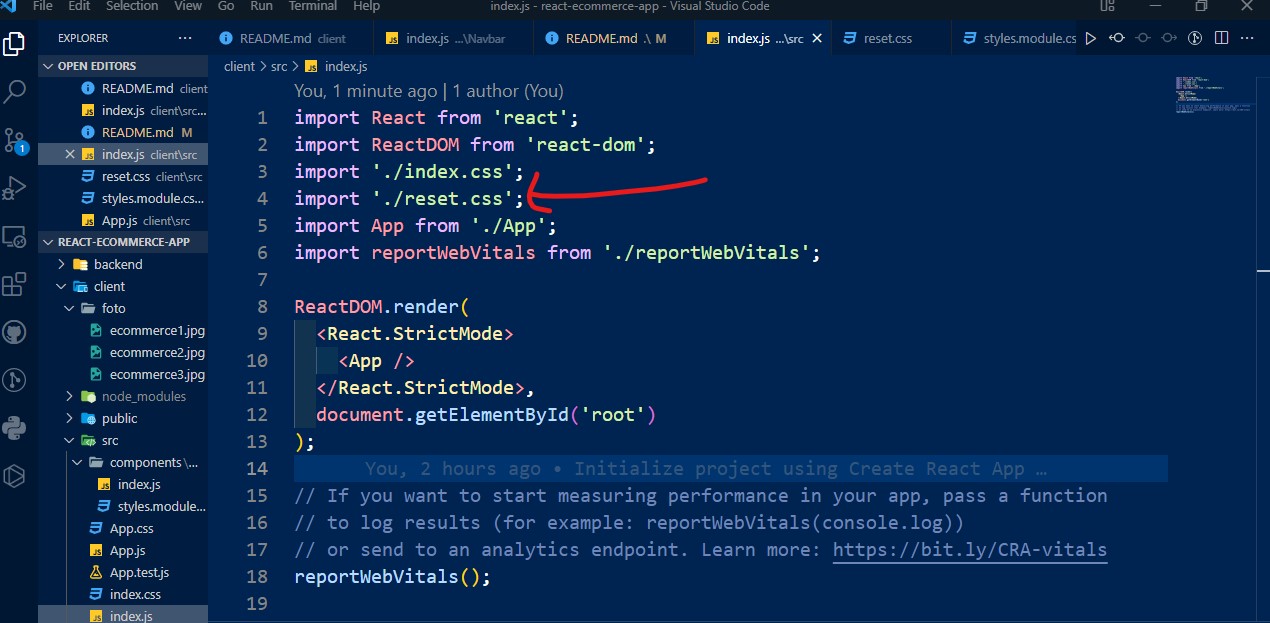 File Edit Selection View Go Run Terminal Help index.js - react-ecommerce-app - Visual Studio Code
EXPLORER ... README.md client index.js ...\Navbar README.md .\ M index.js ...\src reset.css styles.module.cs ...
OPEN EDITORS
README.md client
index.js client\src...
README.md M
index.js client\src
reset.css client\src
styles.module.cs...
App.js client\src
1
REACT-ECOMMERCE-APP
backend
client
foto
ecommerce1.jpg
ecommerce2.jpg
ecommerce3.jpg
node_modules
public
src
components\...
index.js
styles.module...
App.css
App.js
App.test.js
index.css
index.js
client > src > index.js
You, 1 minute ago | 1 author (You)
1 import React from 'react';
2 import ReactDOM from 'react-dom';
3 import './index.css';
4 import './reset.css';
5 import App from './App';
6 import reportWebVitals from './reportWebVitals';
7
8 ReactDOM.render(
9 <React.StrictMode>
10 <App />
11 </React.StrictMode>,
12 document.getElementById('root')
13 );
14 You, 2 hours ago • Initialize project using Create React App …
15 // If you want to start measuring performance in your app, pass a function
16 // to log results (for example: reportWebVitals(console.log))
17 // or send to an analytics endpoint. Learn more: https://bit.ly/CRA-vitals
18 reportWebVitals();
19